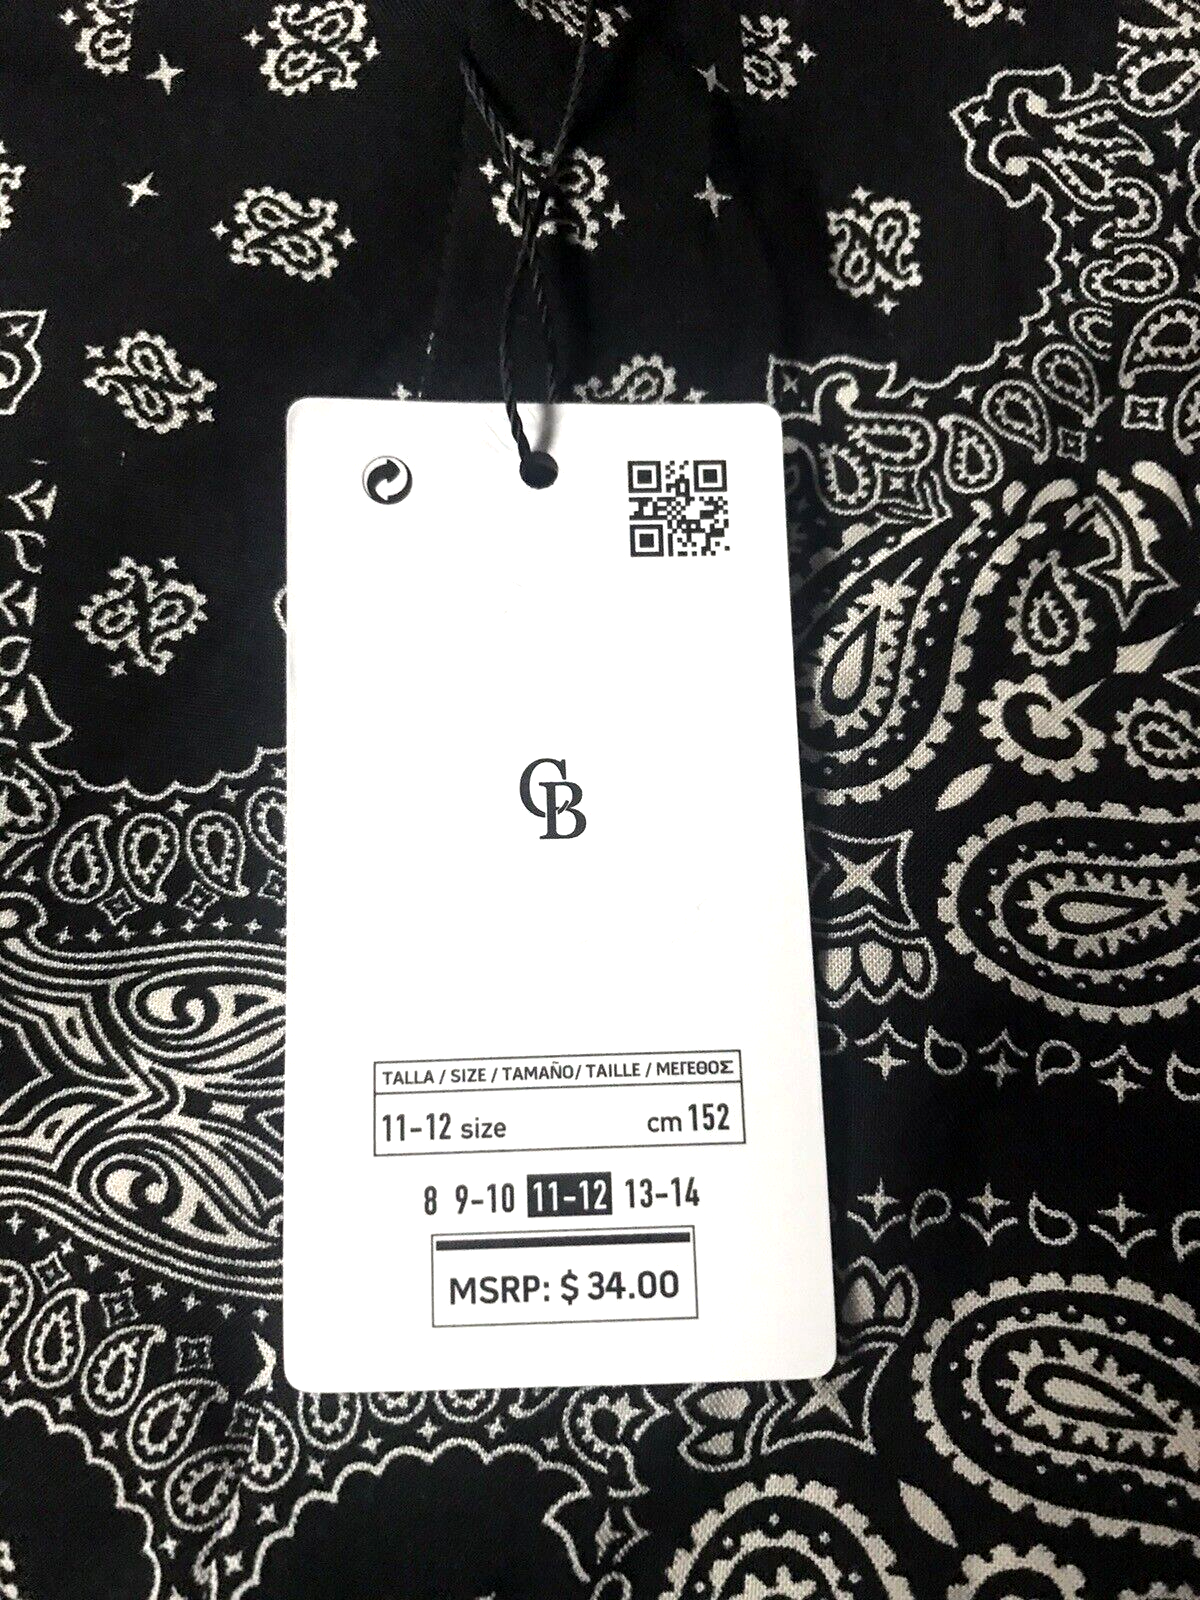 CB
TALLA / SIZE / TAMAÑO/ TAILLE / ΜΕΓΕΘΟΣ
11-12 size cm 152
8 9-10 11-12 13-14
MSRP: $ 34.00